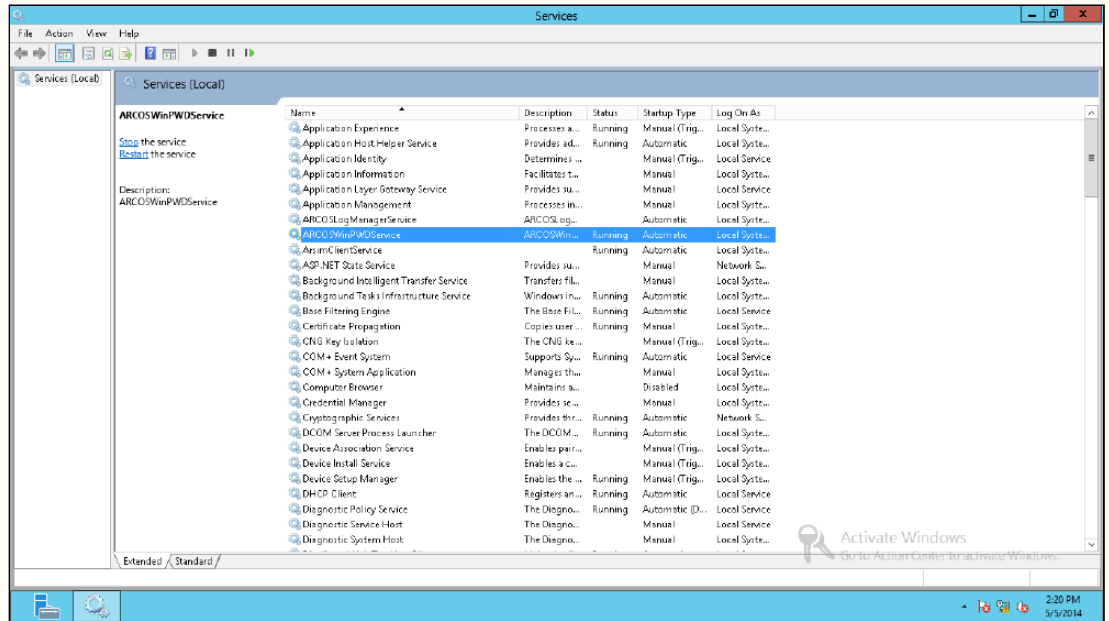 Services
File Action View Help
Services (Local)
Services (Local)
ARCOSWinPWDService
Stop the service
Restart the service
Description:
ARCOSWinPWDService
Name Description Status Startup Type Log On As
Application Experience Processes a... Running Manual (Trig... Local Syste...
Application Host Helper Service Provides ad... Running Automatic Local Syste...
Application Identity Determines ... Manual (Trig... Local Service
Application Information Facilitates t... Manual Local Syste...
Application Layer Gateway Service Provides su... Manual Local Service
Application Management Processes in... Manual Local Syste...
ARCOSLogManagerService ARCOSLog... Automatic Local Syste...
ARCOSWinPWDService ARCOSWin... Running Automatic Local Syste...
ArsimClientService Running Automatic Local Syste...
ASP.NET State Service Provides su... Manual Network S...
Background Intelligent Transfer Service Transfers fil... Manual Local Syste...
Background Tasks Infrastructure Service Windows in... Running Automatic Local Syste...
Base Filtering Engine The Base Fil... Running Automatic Local Service
Certificate Propagation Copies user ... Running Manual Local Syste...
CNG Key Isolation The CNG ke... Manual (Trig... Local Syste...
COM+ Event System Supports Sy... Running Automatic Local Service
COM+ System Application Manages th... Manual Local Syste...
Computer Browser Maintains a... Disabled Local Syste...
Credential Manager Provides se... Manual Local Syste...
Cryptographic Services Provides thr... Running Automatic Network S...
DCOM Server Process Launcher The DCOM... Running Automatic Local Syste...
Device Association Service Enables pair... Manual (Trig... Local Syste...
Device Install Service Enables a c... Manual (Trig... Local Syste...
Device Setup Manager Enables the ... Running Manual (Trig... Local Syste...
DHCP Client Registers an... Running Automatic Local Service
Diagnostic Policy Service The Diagno... Running Automatic (D... Local Service
Diagnostic Service Host The Diagno... Manual Local Service
Diagnostic System Host The Diagno... Manual Local Syste...
Activate Windows
Go to Action Center to activate Windows.
Extended Standard
2:20 PM
5/5/2014